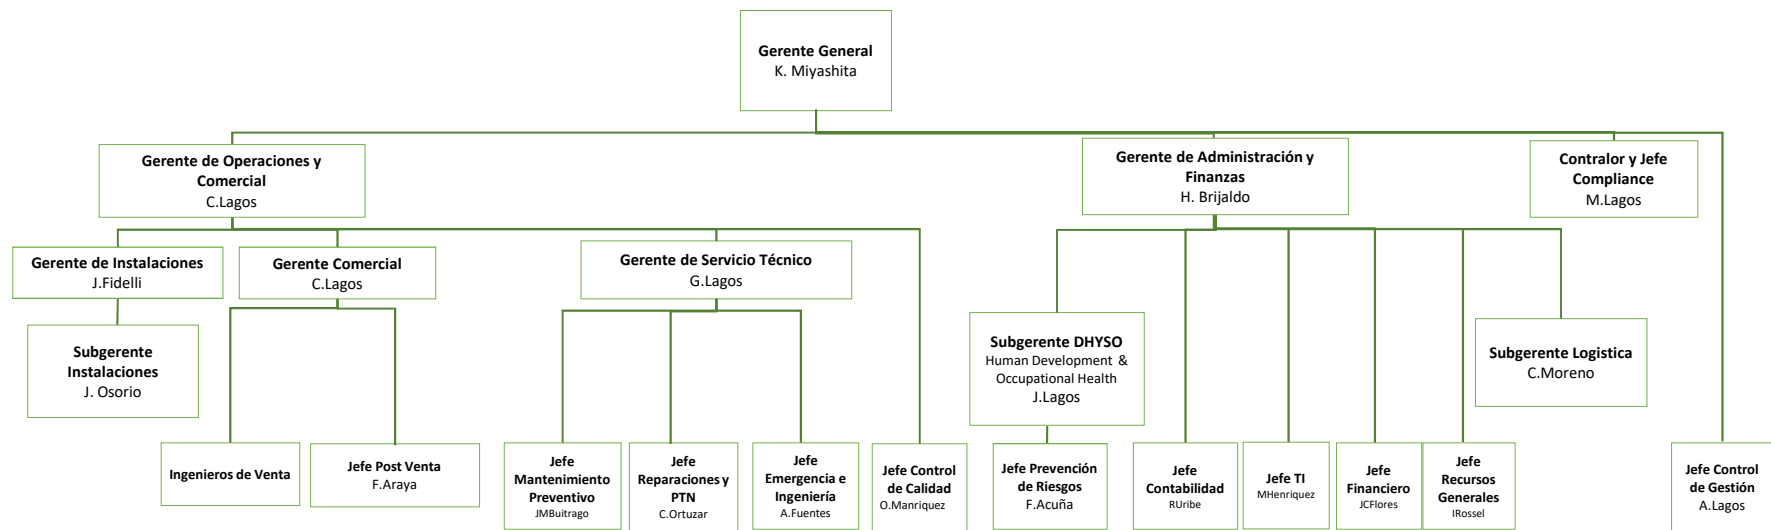 Gerente General
K. Miyashita
Gerente de Operaciones y
Comercial
C.Lagos
Gerente de Administración y
Finanzas
H. Brijaldo
Contralor y Jefe
Compliance
M.Lagos
Gerente de Instalaciones
J.Fidelli
Gerente Comercial
C.Lagos
Gerente de Servicio Técnico
G.Lagos
Subgerente
Instalaciones
J. Osorio
Subgerente DHYSO
Human Development &
Occupational Health
J.Lagos
Subgerente Logistica
C.Moreno
Ingenieros de Venta
Jefe Post Venta
F.Araya
Jefe
Mantenimiento
Preventivo
JMBuitrago
Jefe
Reparaciones y
PTN
C.Ortuzar
Jefe
Emergencia e
Ingeniería
A.Fuentes
Jefe Control
de Calidad
O.Manriquez
Jefe Prevención
de Riesgos
F.Acuña
Jefe
Contabilidad
RUribe
Jefe TI
MHenriquez
Jefe
Financiero
JCFlores
Jefe
Recursos
Generales
IRossel
Jefe Control
de Gestión
A.Lagos